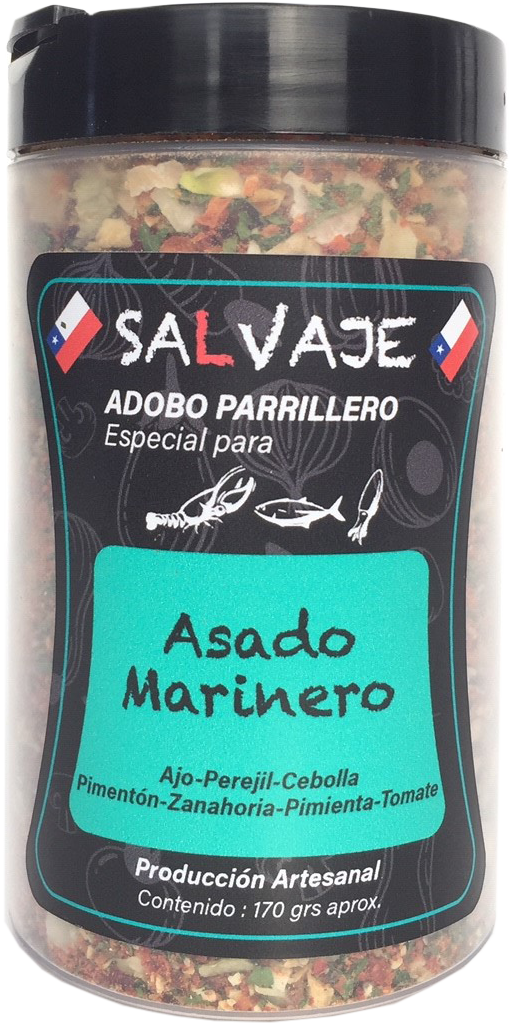 SALVAJE
ADOBO PARRILLERO
Especial para
Asado
Marinero
Ajo-Perejil-Cebolla
Pimentón-Zanahoria-Pimienta-Tomate
Producción Artesanal
Contenido : 170 grs aprox.